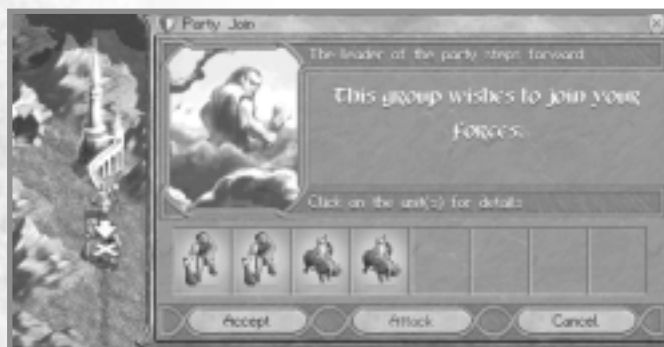 Party Join
The leader of the party steps forward
This group wishes to join your
forces.
Click on the unit(s) for details
Accept
Attack
Cancel